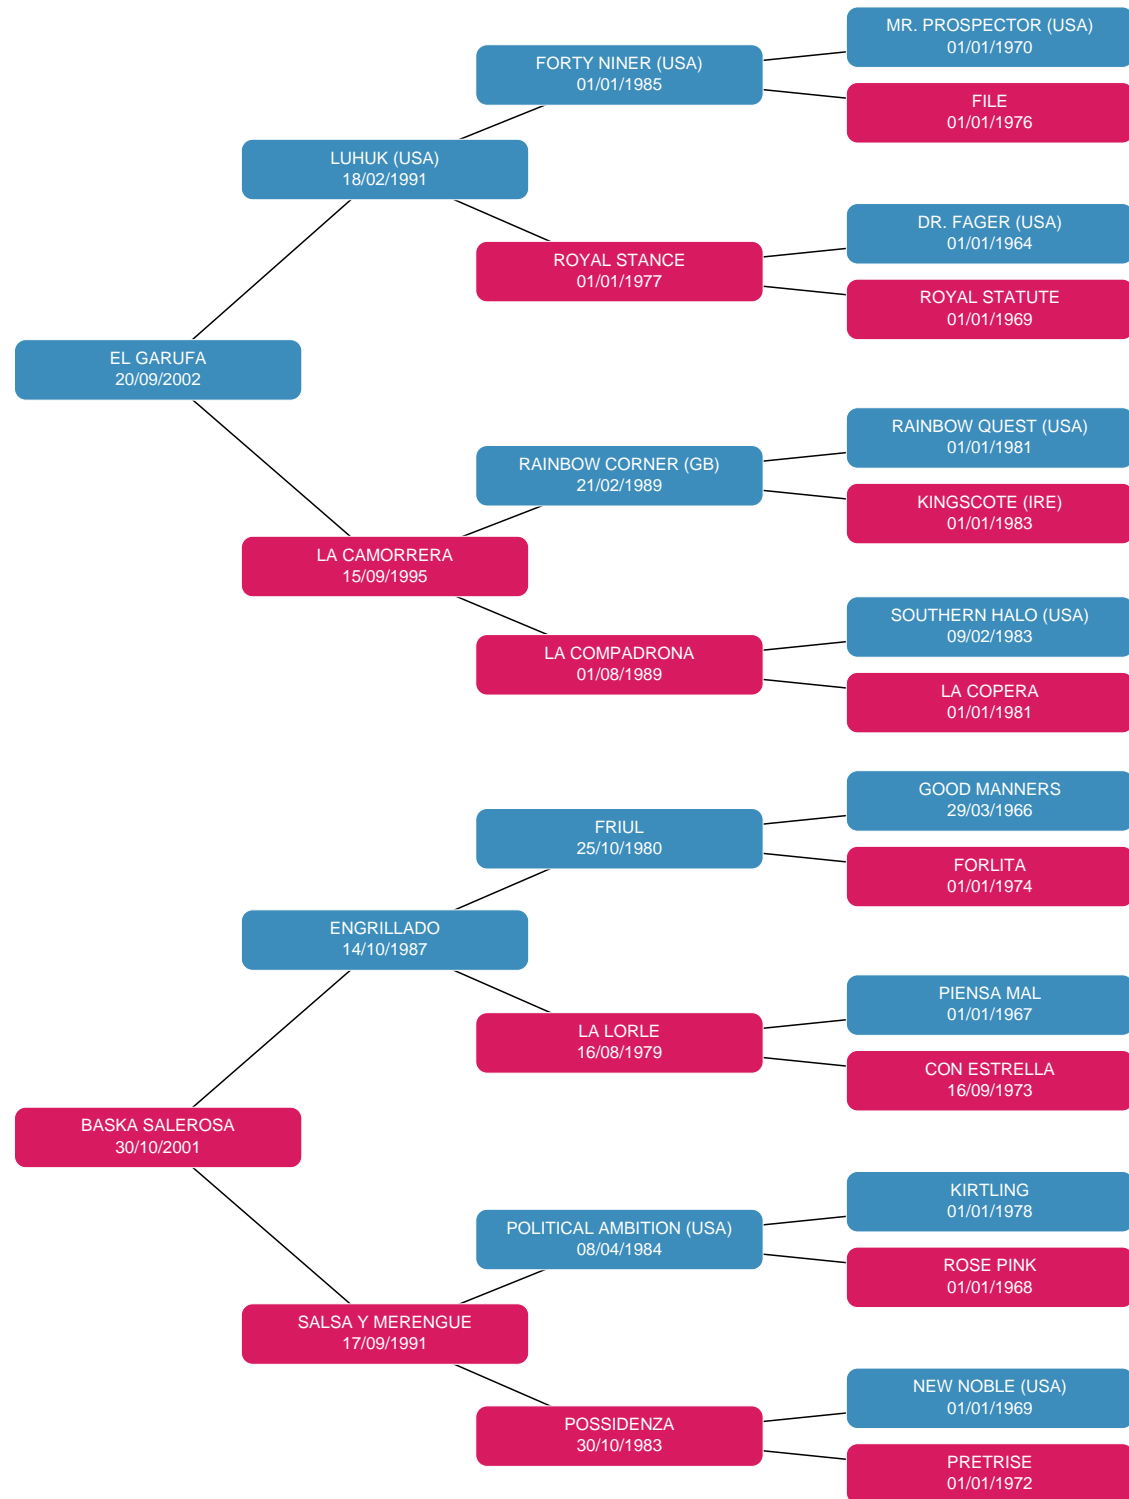 MR. PROSPECTOR (USA)
01/01/1970
FORTY NINER (USA)
01/01/1985
FILE
01/01/1976
LUHUK (USA)
18/02/1991
DR. FAGER (USA)
01/01/1964
ROYAL STANCE
01/01/1977
ROYAL STATUTE
01/01/1969
EL GARUFA
20/09/2002
RAINBOW QUEST (USA)
01/01/1981
RAINBOW CORNER (GB)
21/02/1989
KINGSCOTE (IRE)
01/01/1983
LA CAMORRERA
15/09/1995
SOUTHERN HALO (USA)
09/02/1983
LA COMPADRONA
01/08/1989
LA COPERA
01/01/1981
GOOD MANNERS
29/03/1966
FRIUL
25/10/1980
FORLITA
01/01/1974
ENGRILLADO
14/10/1987
PIENSA MAL
01/01/1967
LA LORLE
16/08/1979
CON ESTRELLA
16/09/1973
BASKA SALEROSA
30/10/2001
KIRTLING
01/01/1978
POLITICAL AMBITION (USA)
08/04/1984
ROSE PINK
01/01/1968
SALSA Y MERENGUE
17/09/1991
NEW NOBLE (USA)
01/01/1969
POSSIDENZA
30/10/1983
PRETRISE
01/01/1972